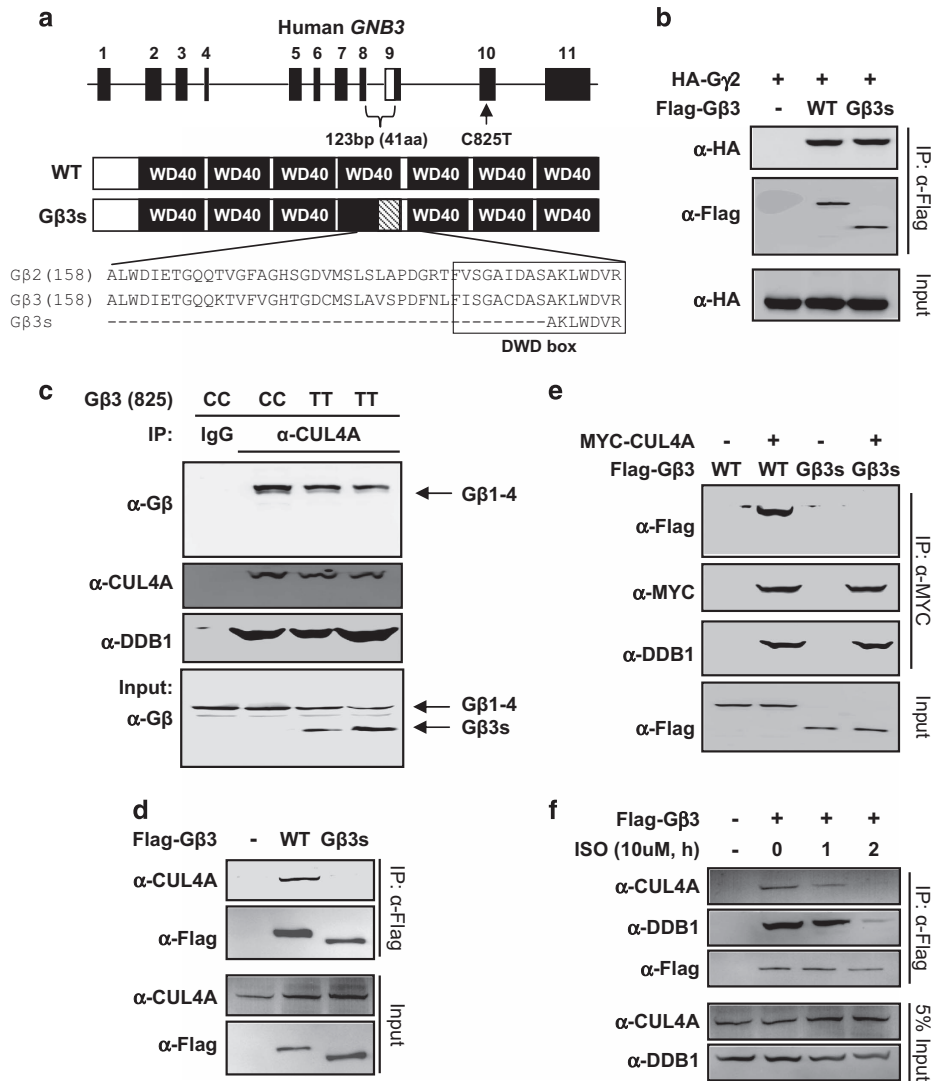 a
Human GNB3
1 2 3 4 5 6 7 8 9 10 11
123bp (41aa) C825T
WT WD40 WD40 WD40 WD40 WD40 WD40 WD40
Gβ3s WD40 WD40 WD40 WD40 WD40 WD40
Gβ2(158) ALWDIETGQQTVGFAGHSGDVMSLSLAPDGRTFVSGAIDASAKLWDVR
Gβ3(158) ALWDIETGQQKTVFVGHTGDCMSLAVSPDFNLFISGACDASAKLWDVR
Gβ3s -----------------------------------------AKLWDVR
DWD box
b
HA-Gγ2 + + +
Flag-Gβ3 - WT Gβ3s
α-HA
α-Flag
IP: α-Flag
α-HA
Input
c
Gβ3 (825) CC CC TT TT
IP: IgG α-CUL4A
α-Gβ
Gβ1-4
α-CUL4A
α-DDB1
Input:
α-Gβ
Gβ1-4
Gβ3s
d
Flag-Gβ3 - WT Gβ3s
α-CUL4A
α-Flag
IP: α-Flag
α-CUL4A
α-Flag
Input
e
MYC-CUL4A - + - +
Flag-Gβ3 WT WT Gβ3s Gβ3s
α-Flag
α-MYC
α-DDB1
IP: α-MYC
α-Flag
Input
f
Flag-Gβ3 - + + +
ISO (10uM, h) - 0 1 2
α-CUL4A
α-DDB1
α-Flag
IP: α-Flag
α-CUL4A
α-DDB1
5% Input